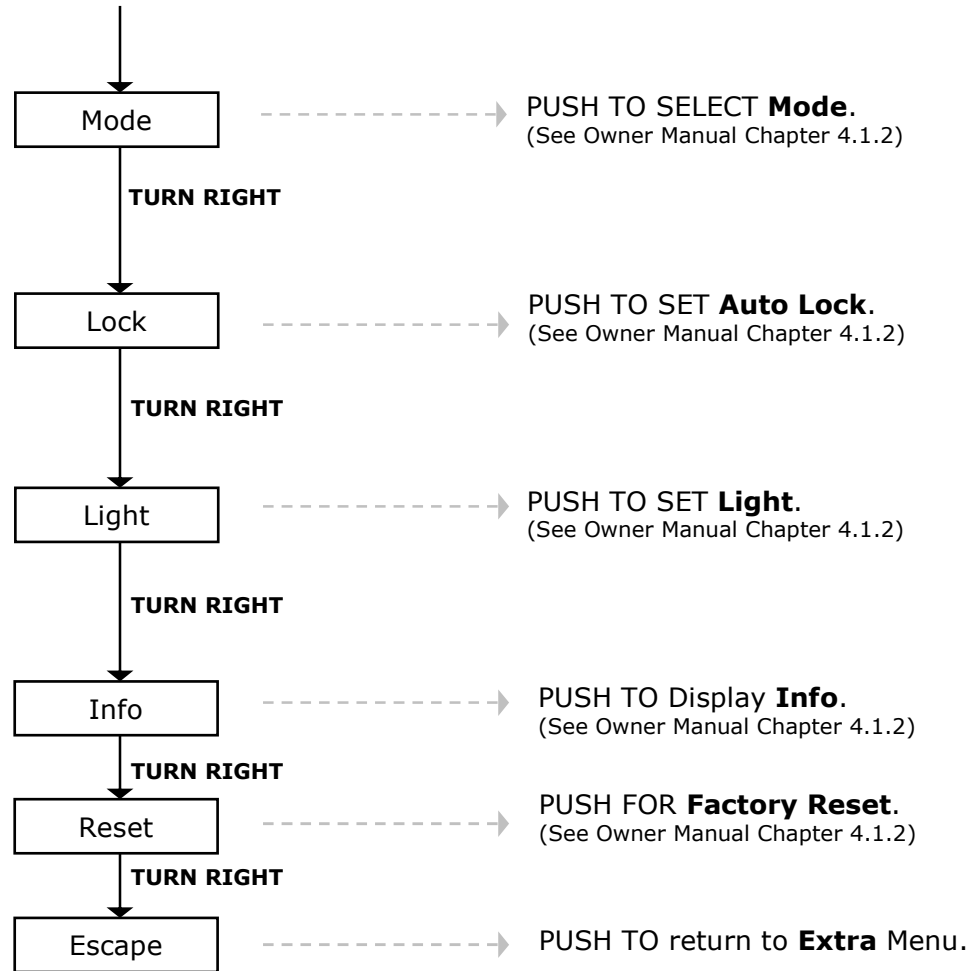 Mode
PUSH TO SELECT Mode.
(See Owner Manual Chapter 4.1.2)
TURN RIGHT
Lock
PUSH TO SET Auto Lock.
(See Owner Manual Chapter 4.1.2)
TURN RIGHT
Light
PUSH TO SET Light.
(See Owner Manual Chapter 4.1.2)
TURN RIGHT
Info
PUSH TO Display Info.
(See Owner Manual Chapter 4.1.2)
TURN RIGHT
Reset
PUSH FOR Factory Reset.
(See Owner Manual Chapter 4.1.2)
TURN RIGHT
Escape
PUSH TO return to Extra Menu.